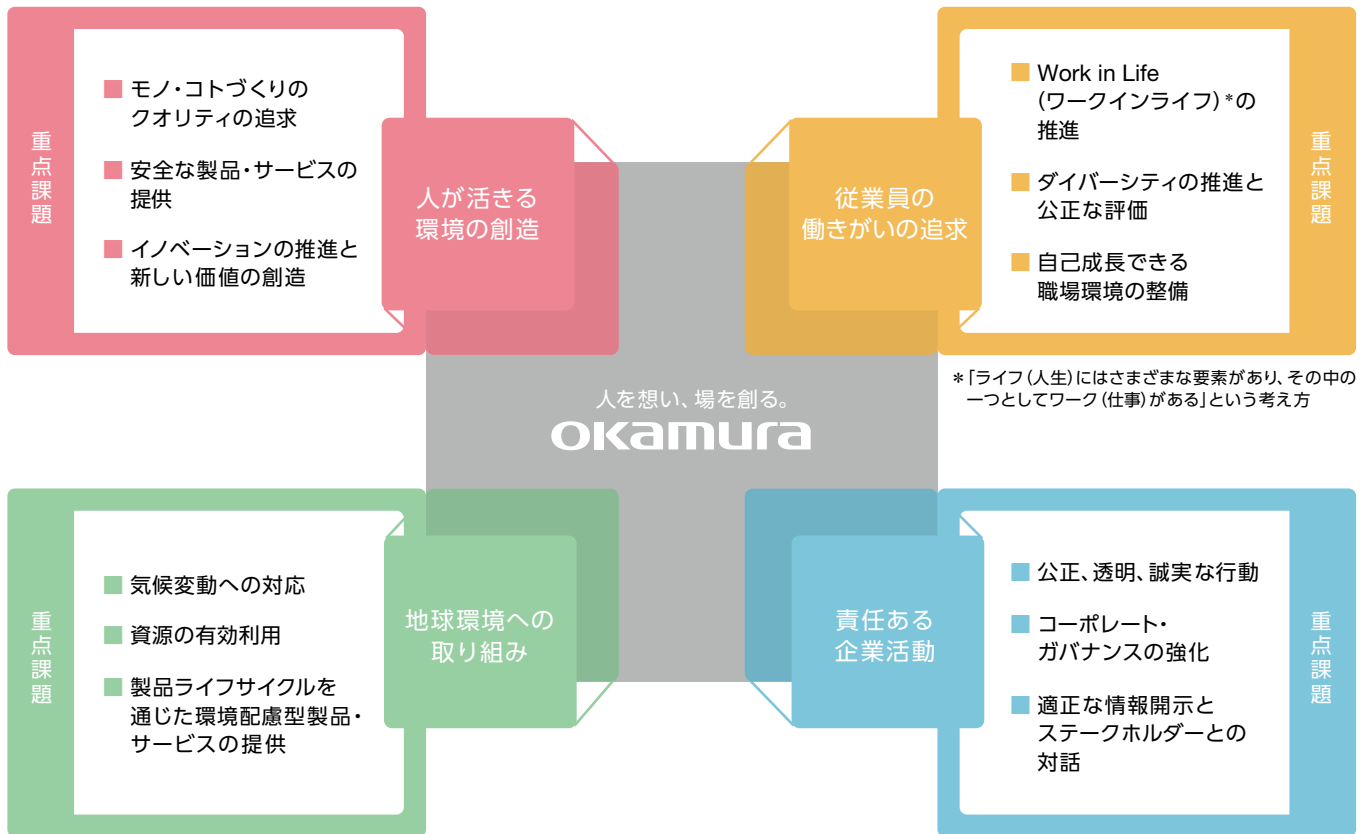 重点課題
■ モノ・コトづくりの
クオリティの追求
■ 安全な製品・サービスの
提供
■ イノベーションの推進と
新しい価値の創造
人が活きる
環境の創造
従業員の
働きがいの追求
■ Work in Life
(ワークインライフ)*の
推進
■ ダイバーシティの推進と
公正な評価
■ 自己成長できる
職場環境の整備
重点課題
*「ライフ(人生)にはさまざまな要素があり、その中の
一つとしてワーク(仕事)がある」という考え方
人を想い、場を創る。
okamura
重点課題
■ 気候変動への対応
■ 資源の有効利用
■ 製品ライフサイクルを
通じた環境配慮型製品・
サービスの提供
地球環境への
取り組み
責任ある
企業活動
■ 公正、透明、誠実な行動
■ コーポレート・
ガバナンスの強化
■ 適正な情報開示と
ステークホルダーとの
対話
重点課題